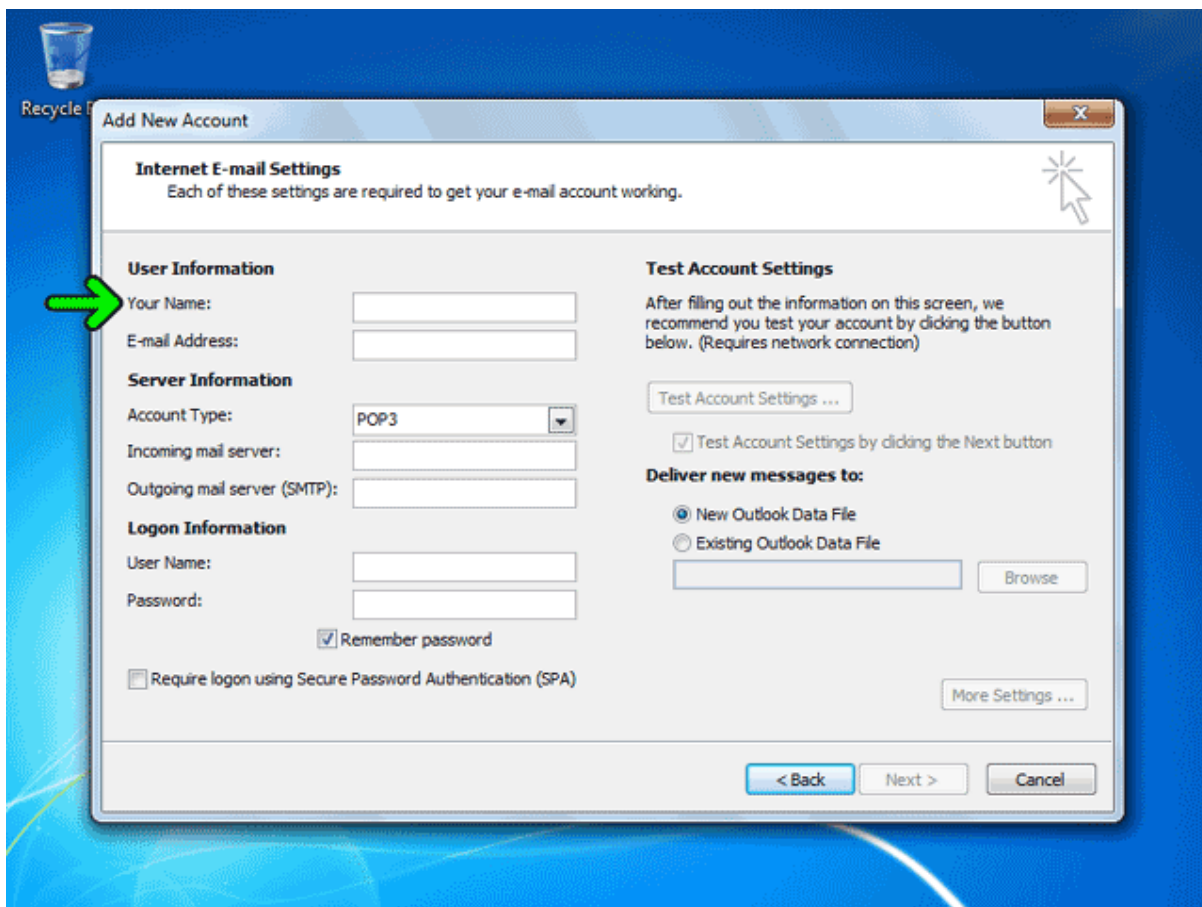 Recycle
Add New Account
Internet E-mail Settings
Each of these settings are required to get your e-mail account working.
User Information
Your Name:
E-mail Address:
Server Information
Account Type:
POP3
Incoming mail server:
Outgoing mail server (SMTP):
Logon Information
User Name:
Password:
Remember password
Require logon using Secure Password Authentication (SPA)
Test Account Settings
After filling out the information on this screen, we
recommend you test your account by clicking the button
below. (Requires network connection)
Test Account Settings ...
Test Account Settings by clicking the Next button
Deliver new messages to:
New Outlook Data File
Existing Outlook Data File
Browse
More Settings ...
< Back
Next >
Cancel